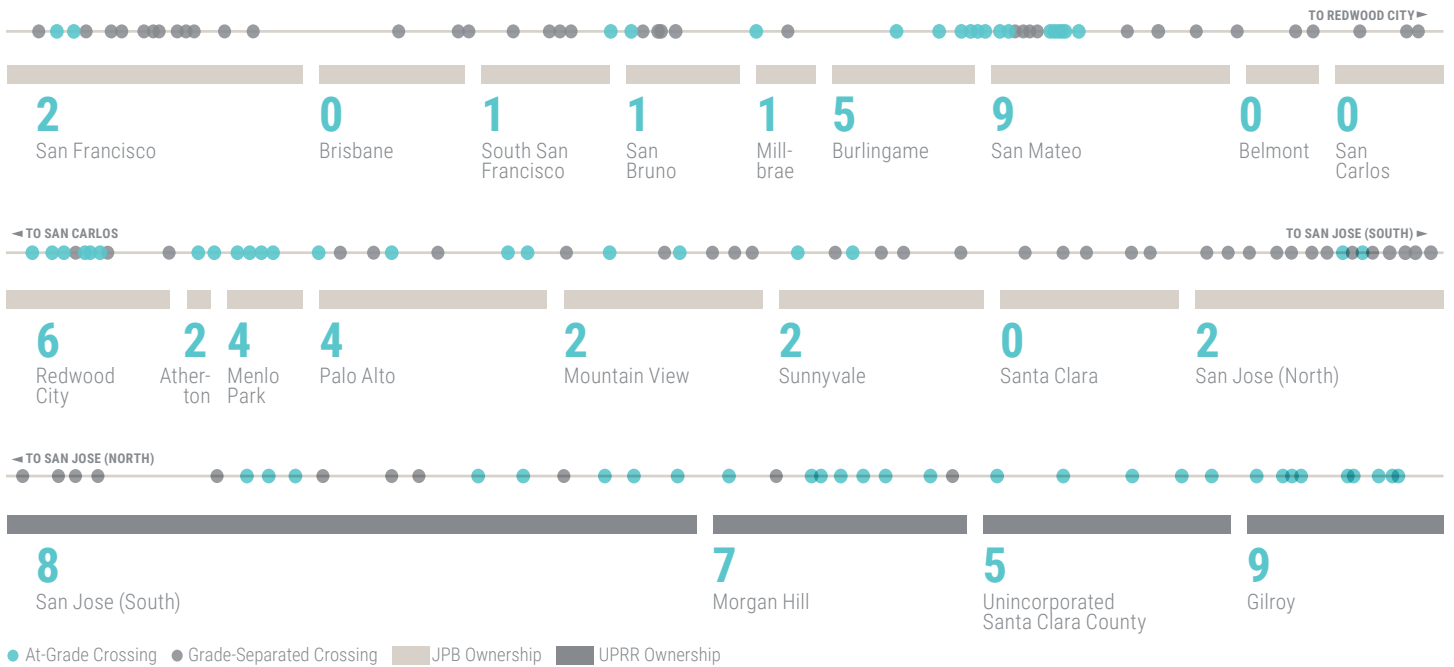 TO REDWOOD CITY►
2
San Francisco
0
Brisbane
1
South San
Francisco
1
San
Bruno
1
Mill-
brae
5
Burlingame
9
San Mateo
0
Belmont
0
San
Carlos
◄ TO SAN CARLOS
TO SAN JOSE (SOUTH) ►
6
Redwood
City
2
Ather-
ton
4
Menlo
Park
4
Palo Alto
2
Mountain View
2
Sunnyvale
0
Santa Clara
2
San Jose (North)
◄ TO SAN JOSE (NORTH)
8
San Jose (South)
7
Morgan Hill
5
Unincorporated
Santa Clara County
9
Gilroy
At-Grade Crossing
Grade-Separated Crossing
JPB Ownership
UPRR Ownership